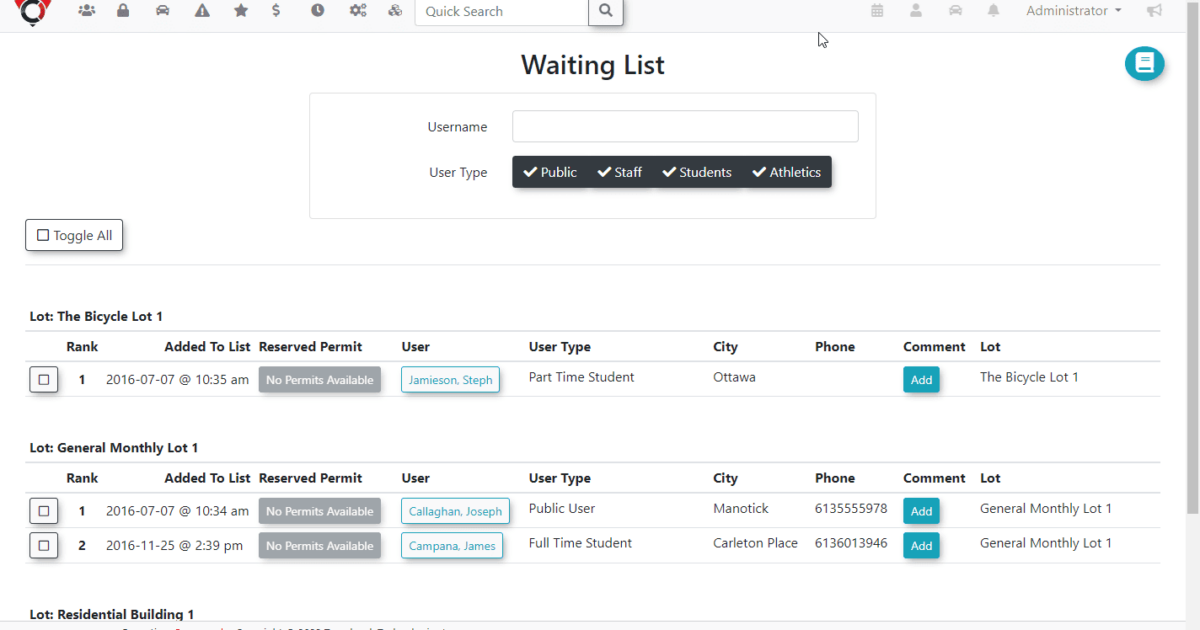 Quick Search
Administrator
Waiting List
Username
User Type Public Staff Students Athletics
Toggle All
Lot: The Bicycle Lot 1
Rank Added To List Reserved Permit User User Type City Phone Comment Lot
1 2016-07-07 @ 10:35 am No Permits Available Jamieson, Steph Part Time Student Ottawa Add The Bicycle Lot 1
Lot: General Monthly Lot 1
Rank Added To List Reserved Permit User User Type City Phone Comment Lot
1 2016-07-07 @ 10:34 am No Permits Available Callaghan, Joseph Public User Manotick 6135555978 Add General Monthly Lot 1
2 2016-11-25 @ 2:39 pm No Permits Available Campana, James Full Time Student Carleton Place 6136013946 Add General Monthly Lot 1
Lot: Residential Building 1